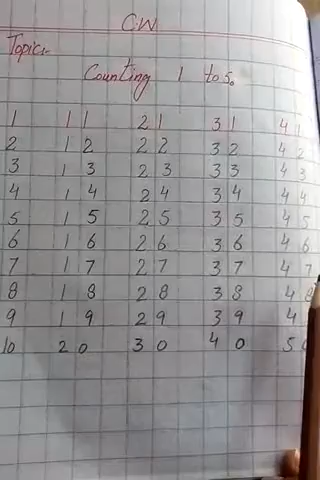 C.W
Topic:-
Counting 1 to 50
1 11 21 31 41
2 12 22 32 42
3 13 23 33 43
4 14 24 34 44
5 15 25 35 45
6 16 26 36 46
7 17 27 37 47
8 18 28 38 48
9 19 29 39 4
10 20 30 40 50